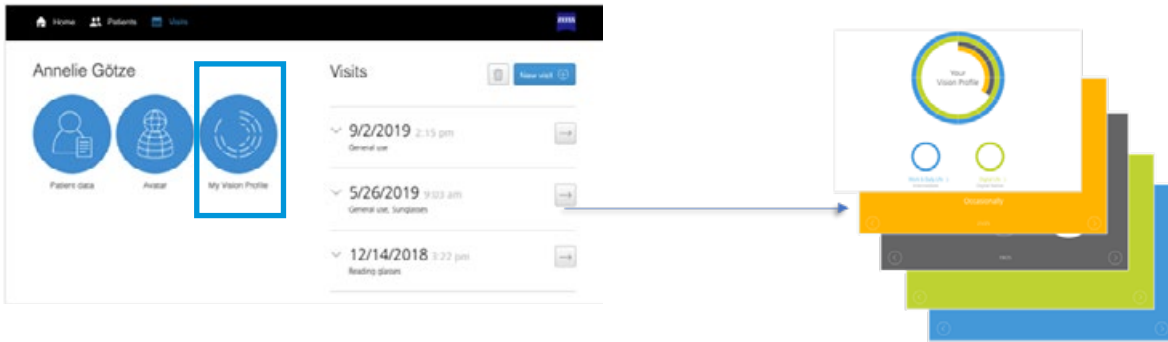 Home Patients Visits
ZEISS
Annelie Götze
Patient data
Avatar
My Vision Profile
Visits
New visit
9/2/2019 2:15 pm
General use
5/26/2019 9:03 am
General use, Sunglasses
12/14/2018 3:22 pm
Reading glasses
Your
Vision Profile
Occasionally